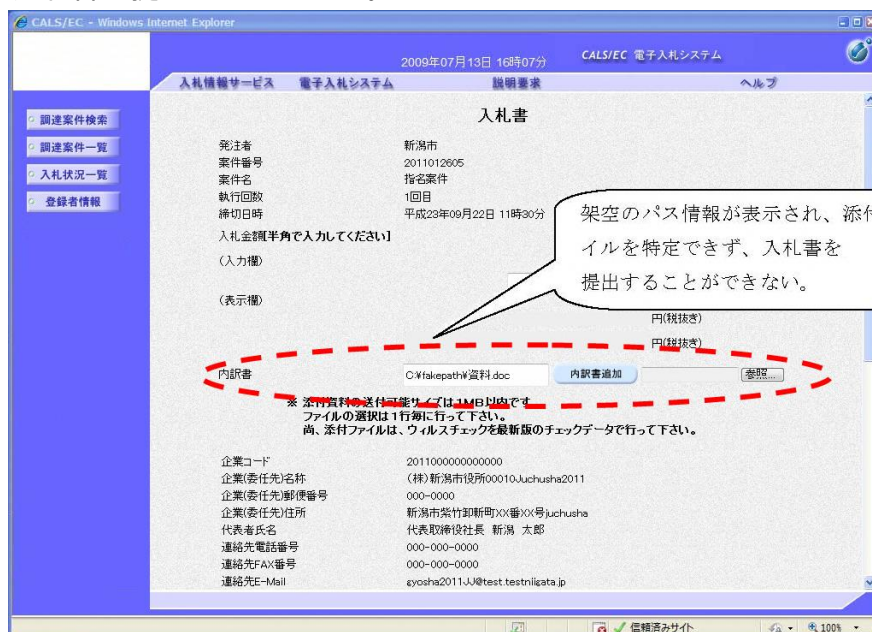 CALS/EC - Windows Internet Explorer
2009年07月13日 16時07分
CALS/EC 電子入札システム
入札情報サービス 電子入札システム 説明要求 ヘルプ
調達案件検索
調達案件一覧
入札状況一覧
登録者情報
入札書
発注者 新潟市
案件番号 2011012605
案件名 指名案件
執行回数 1回目
締切日時 平成23年09月22日 11時30分
入札金額[半角で入力してください]
(入力欄)
(表示欄)
円(税抜き)
円(税抜き)
架空のパス情報が表示され、添付
イルを特定できず、入札書を
提出することができない。
内訳書 C:¥fakepath¥資料.doc 内訳書追加 参照...
※ 添付資料の送付可能サイズは1MB以内です
ファイルの選択は1行毎に行って下さい。
尚、添付ファイルは、ウィルスチェックを最新版のチェックデータで行って下さい。
企業コード 2011000000000000
企業(委任先)名称 (株)新潟市役所00010Juchusha2011
企業(委任先)郵便番号 000-0000
企業(委任先)住所 新潟市紫竹卸新町XX番XX号juchusha
代表者氏名 代表取締役社長 新潟 太郎
連絡先電話番号 000-000-0000
連絡先FAX番号 000-000-0000
連絡先E-Mail gyosha2011JJ@test.testniigata.jp
信頼済みサイト 100%